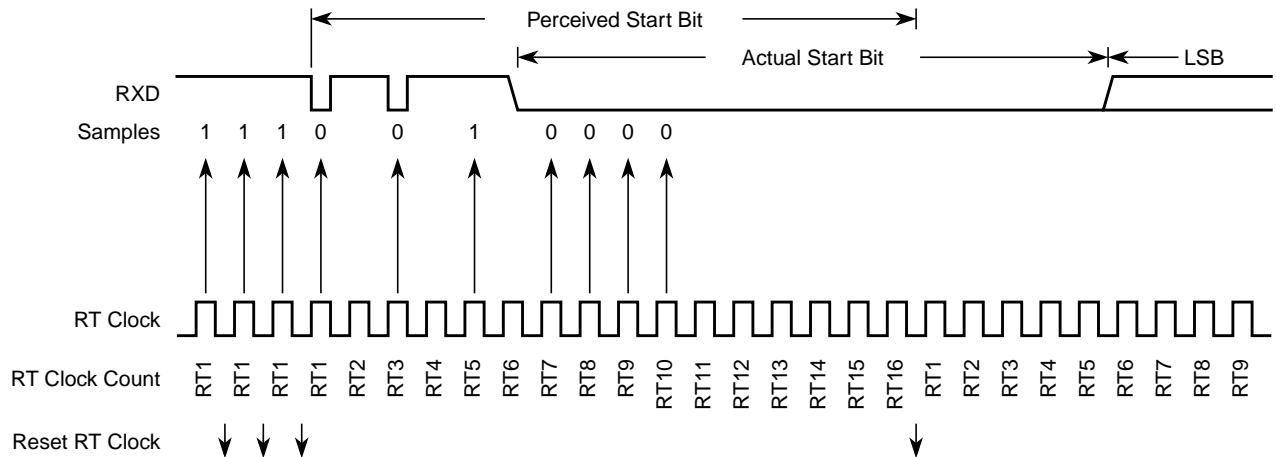 Perceived Start Bit
Actual Start Bit
LSB
RXD
Samples 1 1 1 0 0 1 0 0 0 0
RT Clock
RT Clock Count RT1 RT1 RT1 RT1 RT2 RT3 RT4 RT5 RT6 RT7 RT8 RT9 RT10 RT11 RT12 RT13 RT14 RT15 RT16 RT1 RT2 RT3 RT4 RT5 RT6 RT7 RT8 RT9
Reset RT Clock